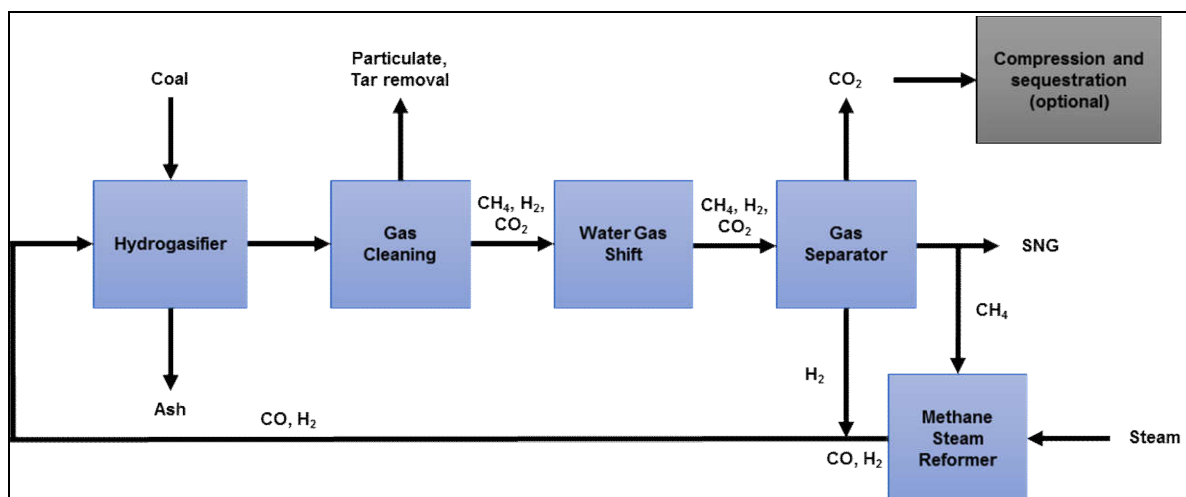 Coal
Particulate,
Tar removal
CO₂
Compression and
sequestration
(optional)
Hydrogasifier
Gas
Cleaning
CH₄, H₂,
CO₂
Water Gas
Shift
CH₄, H₂,
CO₂
Gas
Separator
SNG
CH₄
H₂
Ash
CO, H₂
CO, H₂
Methane
Steam
Reformer
Steam